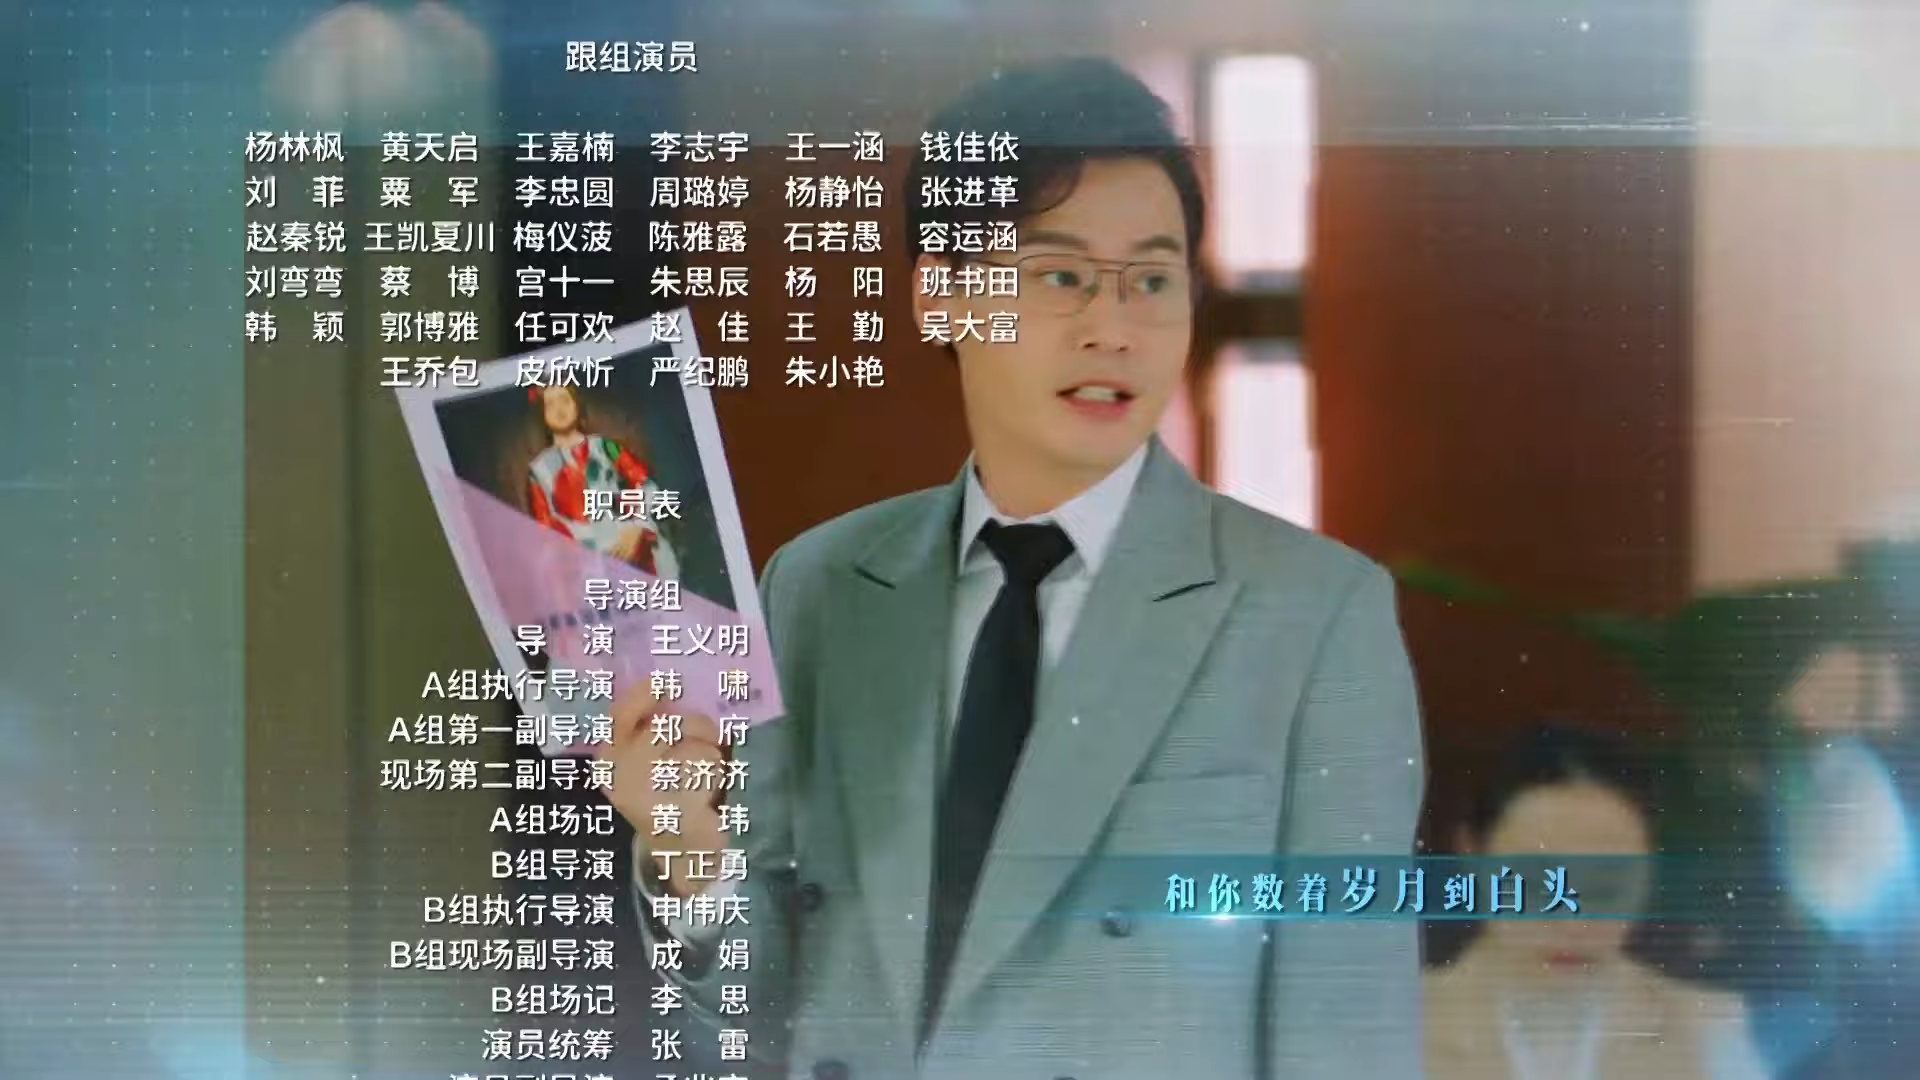 跟组演员
杨林枫 黄天启 王嘉楠 李志宇 王一涵 钱佳依
刘 菲 粟 军 李忠圆 周璐婷 杨静怡 张进革
赵秦锐 王凯夏川 梅仪菠 陈雅露 石若愚 容运涵
刘弯弯 蔡 博 宫十一 朱思辰 杨 阳 班书田
韩 颖 郭博雅 任可欢 赵 佳 王 勤 吴大富
王乔包 皮欣忻 严纪鹏 朱小艳
职员表
导演组
导 演 王义明
A组执行导演 韩 啸
A组第一副导演 郑 府
现场第二副导演 蔡济济
A组场记 黄 玮
B组导演 丁正勇
和你数着岁月到白头
B组执行导演 申伟庆
B组现场副导演 成 娟
B组场记 李 思
演员统筹 张 雷